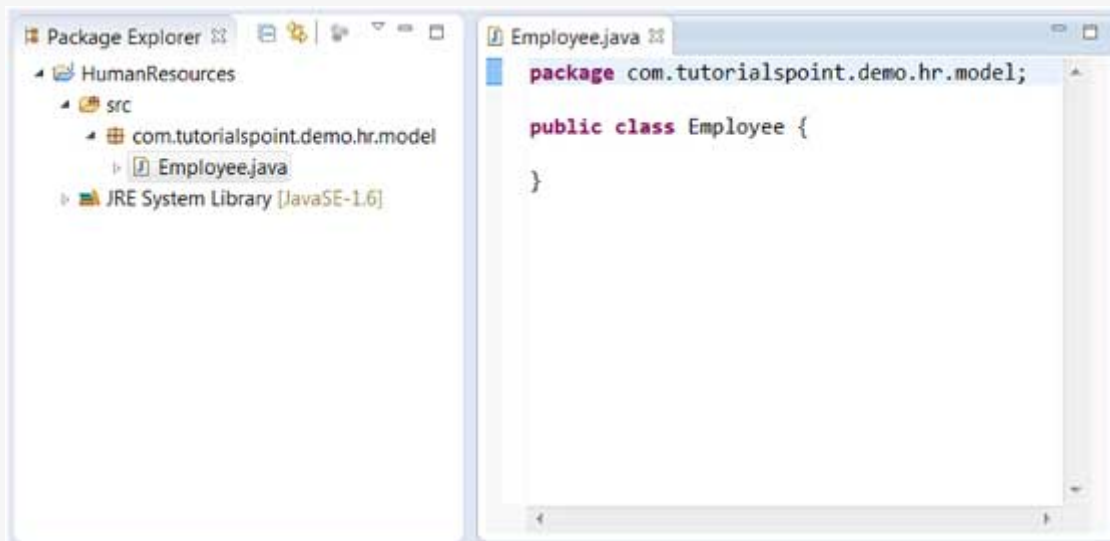 Package Explorer
HumanResources
src
com.tutorialspoint.demo.hr.model
Employee.java
JRE System Library [JavaSE-1.6]
Employee.java
package com.tutorialspoint.demo.hr.model;
public class Employee {
}